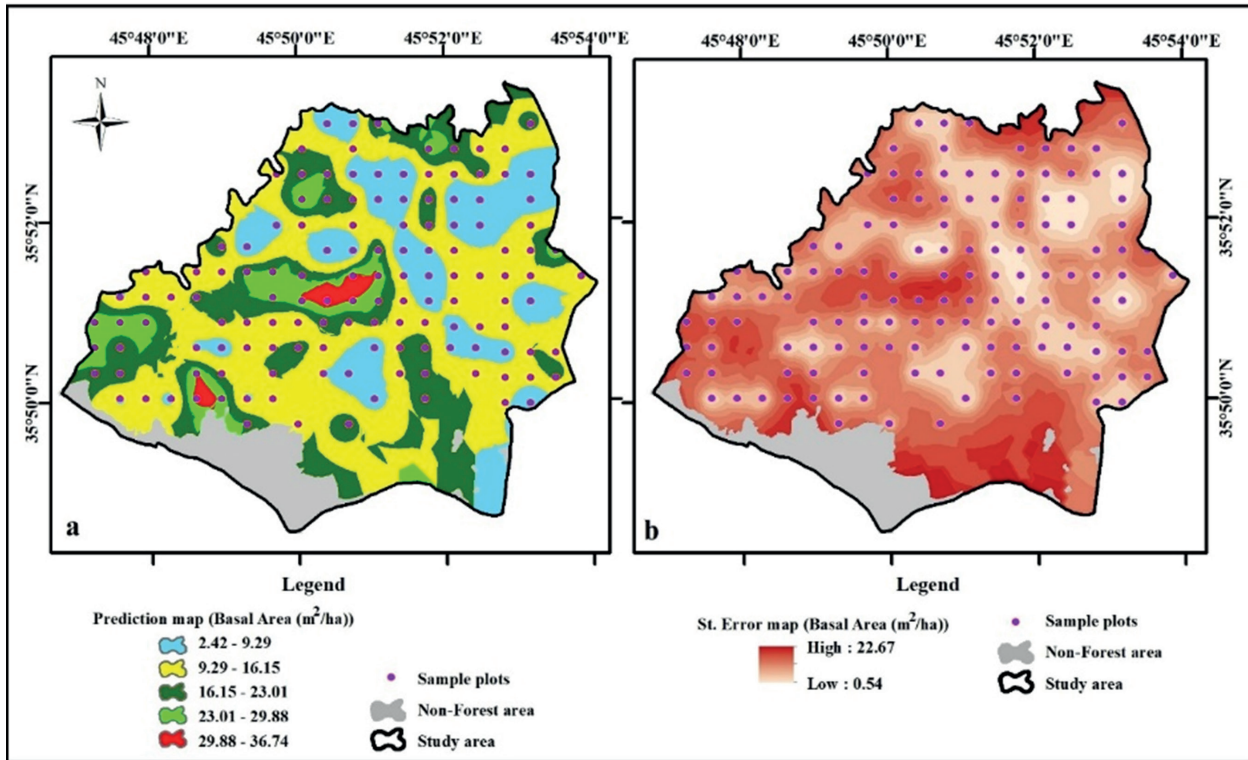 45°48'0"E 45°50'0"E 45°52'0"E 45°54'0"E
45°48'0"E 45°50'0"E 45°52'0"E 45°54'0"E
N
35°52'0"N
35°50'0"N
a
35°52'0"N
35°50'0"N
b
Legend
Prediction map (Basal Area (m²/ha))
2.42 - 9.29
9.29 - 16.15
16.15 - 23.01
23.01 - 29.88
29.88 - 36.74
Sample plots
Non-Forest area
Study area
Legend
St. Error map (Basal Area (m²/ha))
High : 22.67
Low : 0.54
Sample plots
Non-Forest area
Study area